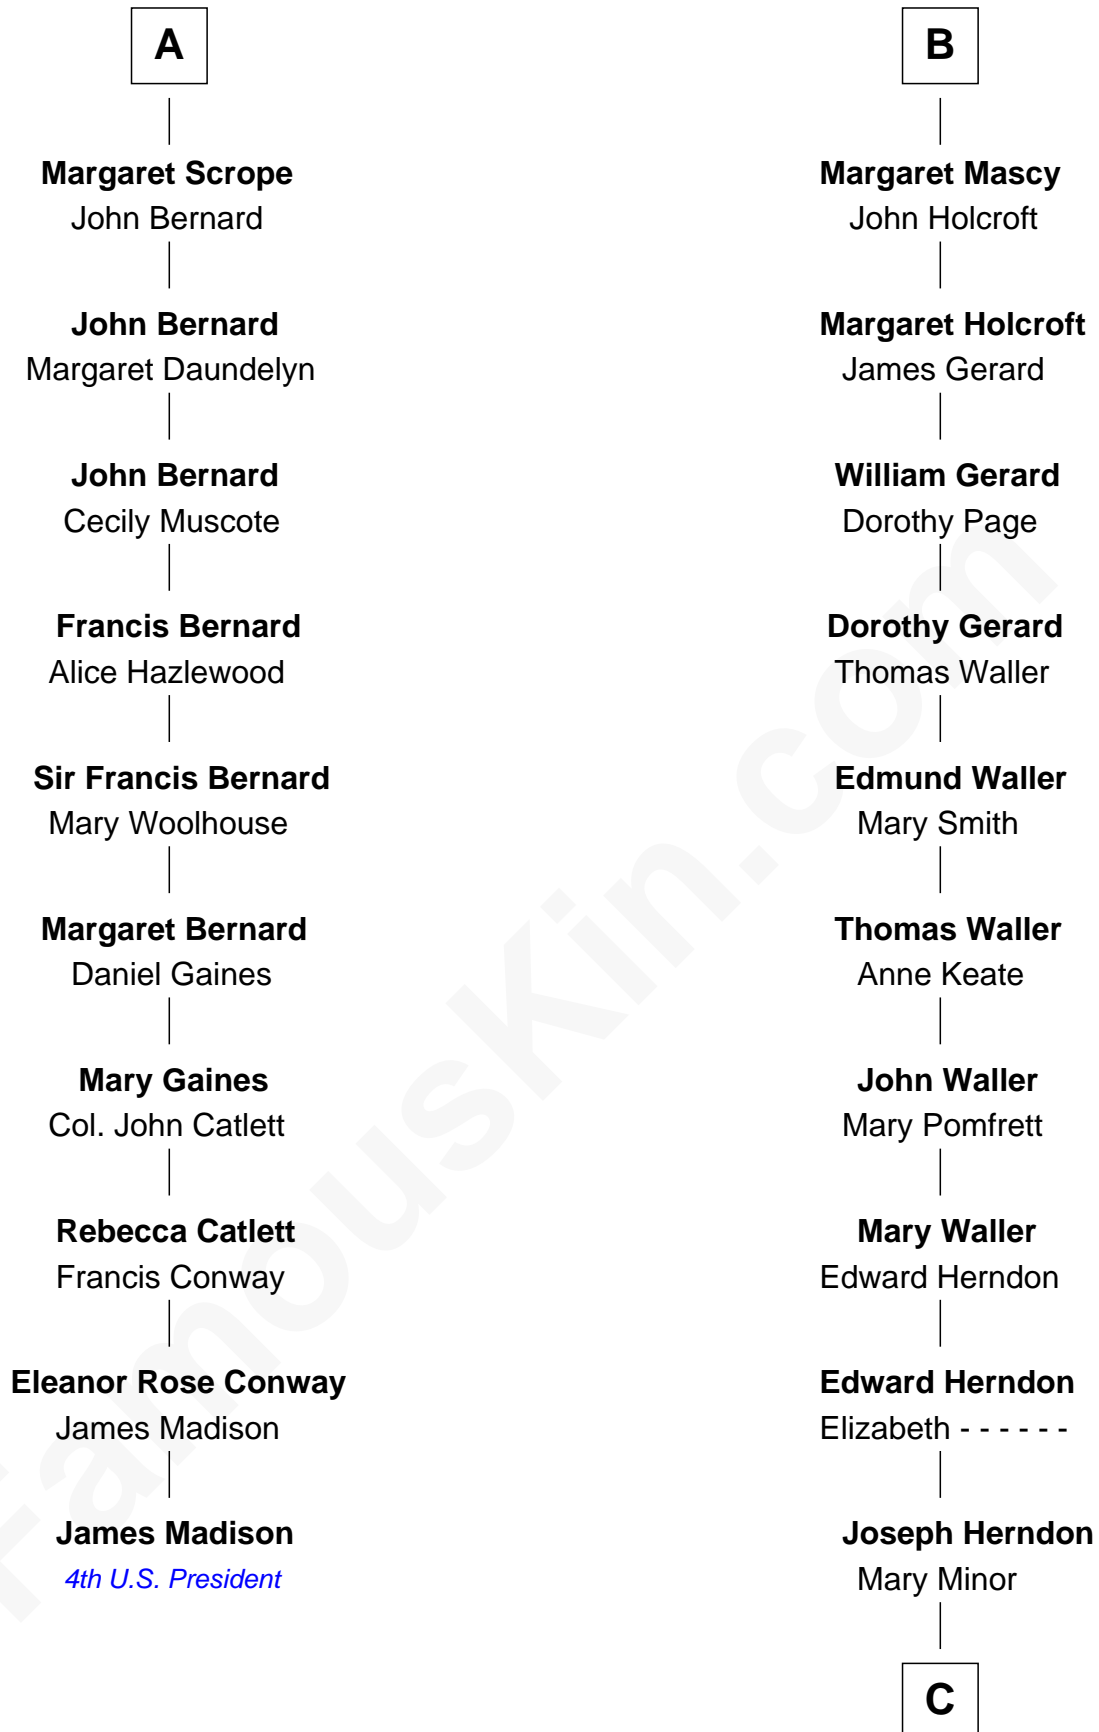 A
Margaret Scrope
John Bernard
John Bernard
Margaret Daundelyn
John Bernard
Cecily Muscote
Francis Bernard
Alice Hazlewood
Sir Francis Bernard
Mary Woolhouse
Margaret Bernard
Daniel Gaines
Mary Gaines
Col. John Catlett
Rebecca Catlett
Francis Conway
Eleanor Rose Conway
James Madison
James Madison
4th U.S. President
B
Margaret Mascy
John Holcroft
Margaret Holcroft
James Gerard
William Gerard
Dorothy Page
Dorothy Gerard
Thomas Waller
Edmund Waller
Mary Smith
Thomas Waller
Anne Keate
John Waller
Mary Pomfrett
Mary Waller
Edward Herndon
Edward Herndon
Elizabeth - - - - - -
Joseph Herndon
Mary Minor
C
FamousKin.com